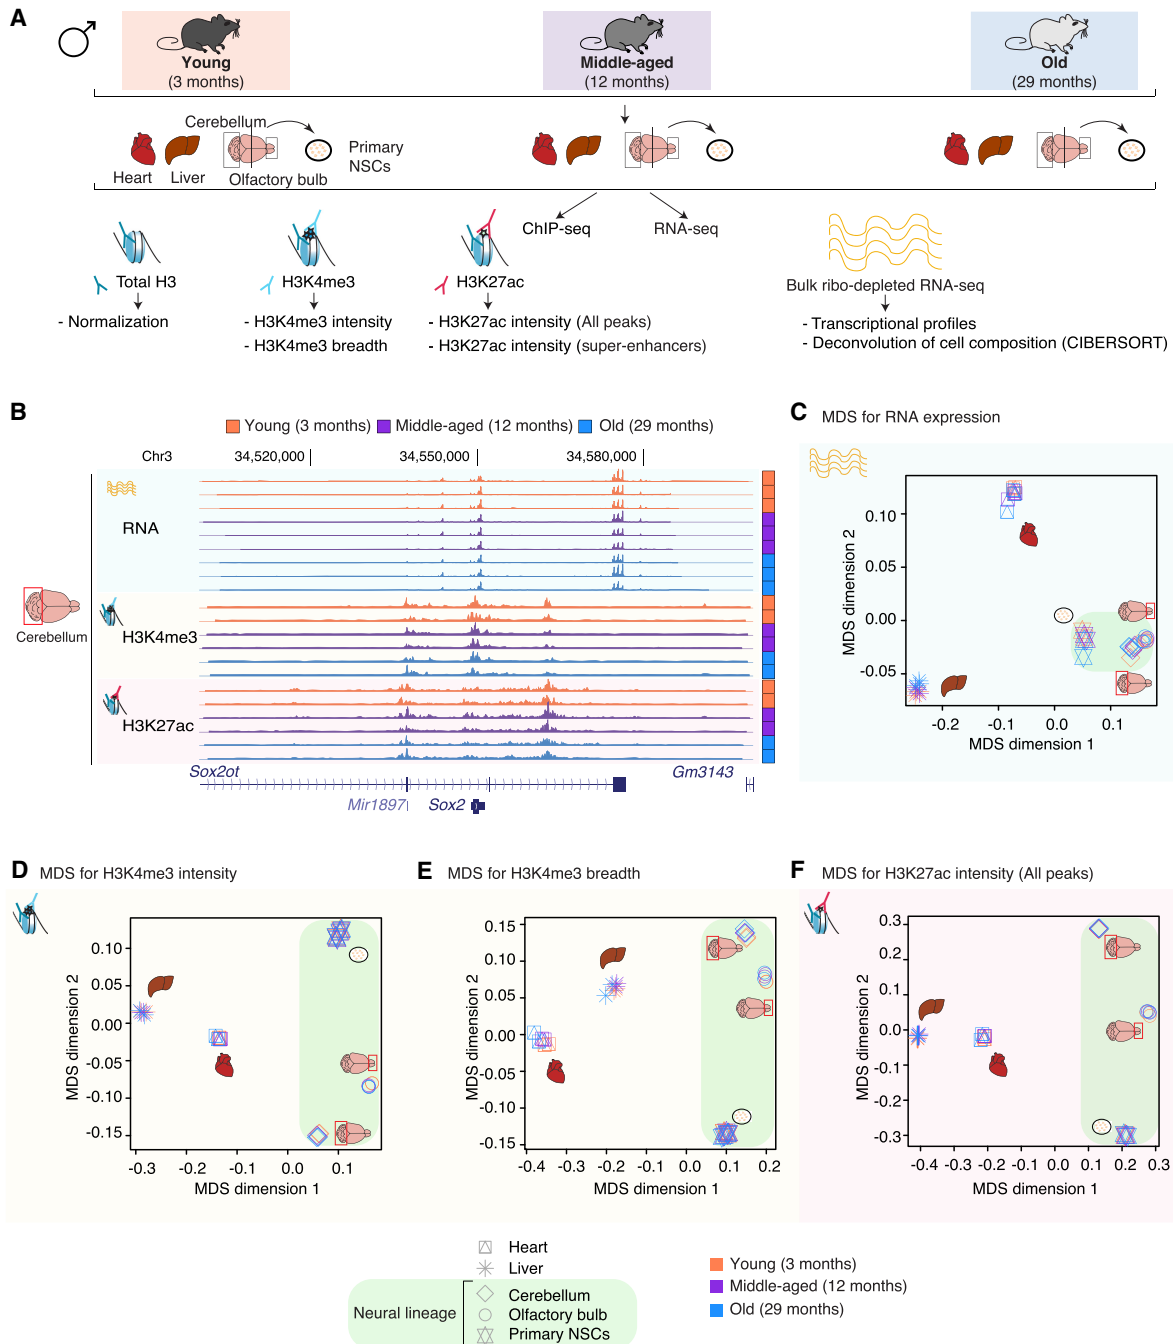 A
Young
(3 months)
Middle-aged
(12 months)
Old
(29 months)
Cerebellum
Primary
NSCs
Heart
Liver
Olfactory bulb
ChIP-seq
RNA-seq
Total H3
H3K4me3
H3K27ac
Bulk ribo-depleted RNA-seq
- Normalization
- H3K4me3 intensity
- H3K4me3 breadth
- H3K27ac intensity (All peaks)
- H3K27ac intensity (super-enhancers)
- Transcriptional profiles
- Deconvolution of cell composition (CIBERSORT)
B
Young (3 months)
Middle-aged (12 months)
Old (29 months)
Chr3
34,520,000
34,550,000
34,580,000
RNA
H3K4me3
H3K27ac
Cerebellum
Sox2ot
Gm3143
Mir1897
Sox2
C
MDS for RNA expression
MDS dimension 2
0.10
0.05
0.00
-0.05
-0.2
-0.1
0.0
0.1
MDS dimension 1
D
MDS for H3K4me3 intensity
MDS dimension 2
0.10
0.05
0.00
-0.05
-0.10
-0.15
-0.3
-0.2
-0.1
0.0
0.1
MDS dimension 1
E
MDS for H3K4me3 breadth
MDS dimension 2
0.15
0.10
0.05
0.00
-0.05
-0.10
-0.15
-0.4
-0.3
-0.2
-0.1
0.0
0.1
0.2
MDS dimension 1
F
MDS for H3K27ac intensity (All peaks)
MDS dimension 2
0.3
0.2
0.1
0.0
-0.1
-0.2
-0.3
-0.4
-0.3
-0.2
-0.1
0.0
0.1
0.2
0.3
MDS dimension 1
Heart
Liver
Neural lineage
Cerebellum
Olfactory bulb
Primary NSCs
Young (3 months)
Middle-aged (12 months)
Old (29 months)